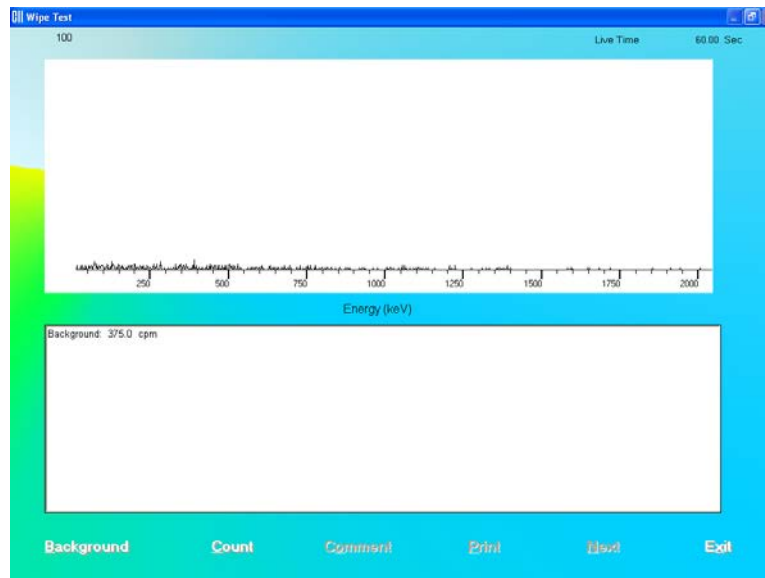 Wipe Test
100 Live Time 60.00 Sec
250 500 750 1000 1250 1500 1750 2000
Energy (keV)
Background: 375.0 cpm
Background Count Comment Print Next Exit